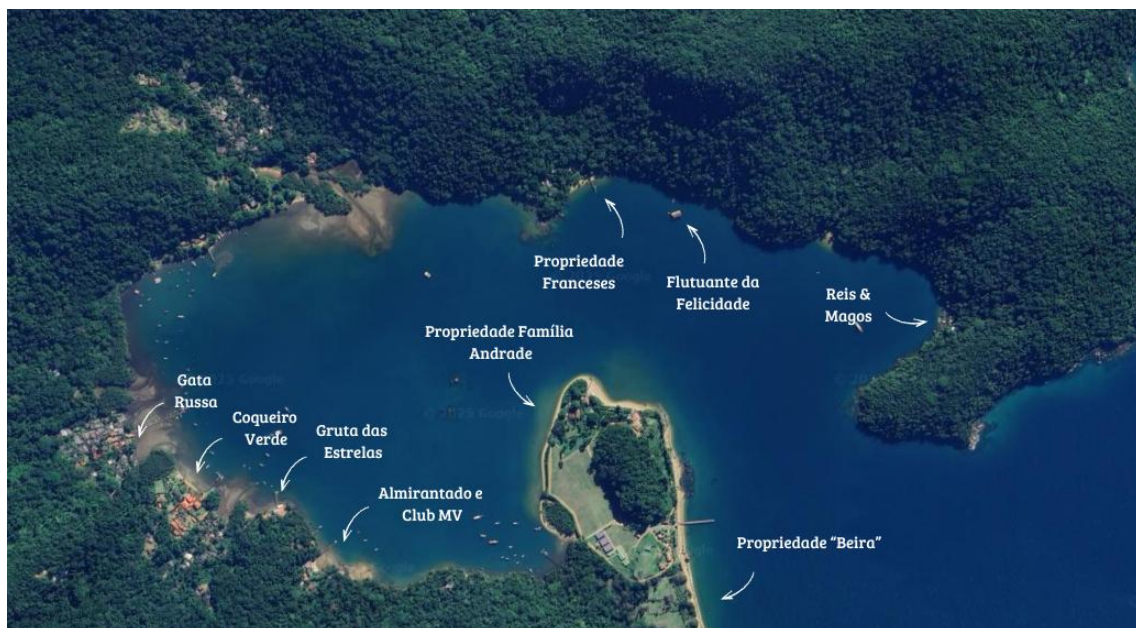 Propriedade
Franceses
Flutuante da
Felicidade
Reis &
Magos
Propriedade Família
Andrade
Gata
Russa
Coqueiro
Verde
Gruta das
Estrelas
Almirantado e
Club MV
Propriedade “Beira”